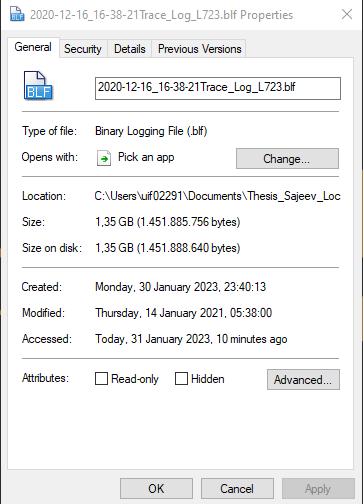 2020-12-16_16-38-21Trace_Log_L723.blf Properties
General Security Details Previous Versions
BLF
2020-12-16_16-38-21Trace_Log_L723.blf
Type of file: Binary Logging File (.blf)
Opens with: Pick an app Change...
Location: C:\Users\uif02291\Documents\Thesis_Sajeev_Loc
Size: 1,35 GB (1.451.885.756 bytes)
Size on disk: 1,35 GB (1.451.888.640 bytes)
Created: Monday, 30 January 2023, 23:40:13
Modified: Thursday, 14 January 2021, 05:38:00
Accessed: Today, 31 January 2023, 10 minutes ago
Attributes: Read-only Hidden Advanced...
OK Cancel Apply